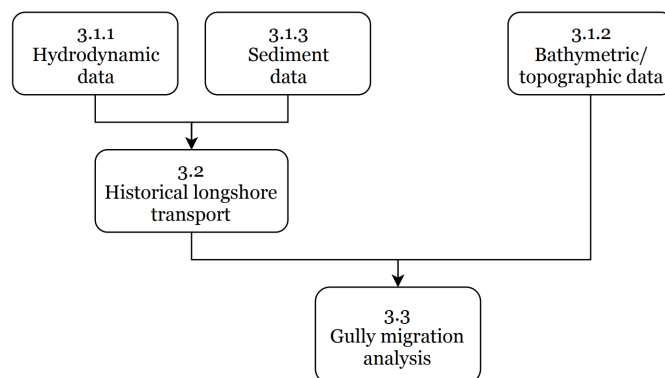 3.1.1
Hydrodynamic
data
3.1.3
Sediment
data
3.1.2
Bathymetric/
topographic data
3.2
Historical longshore
transport
3.3
Gully migration
analysis